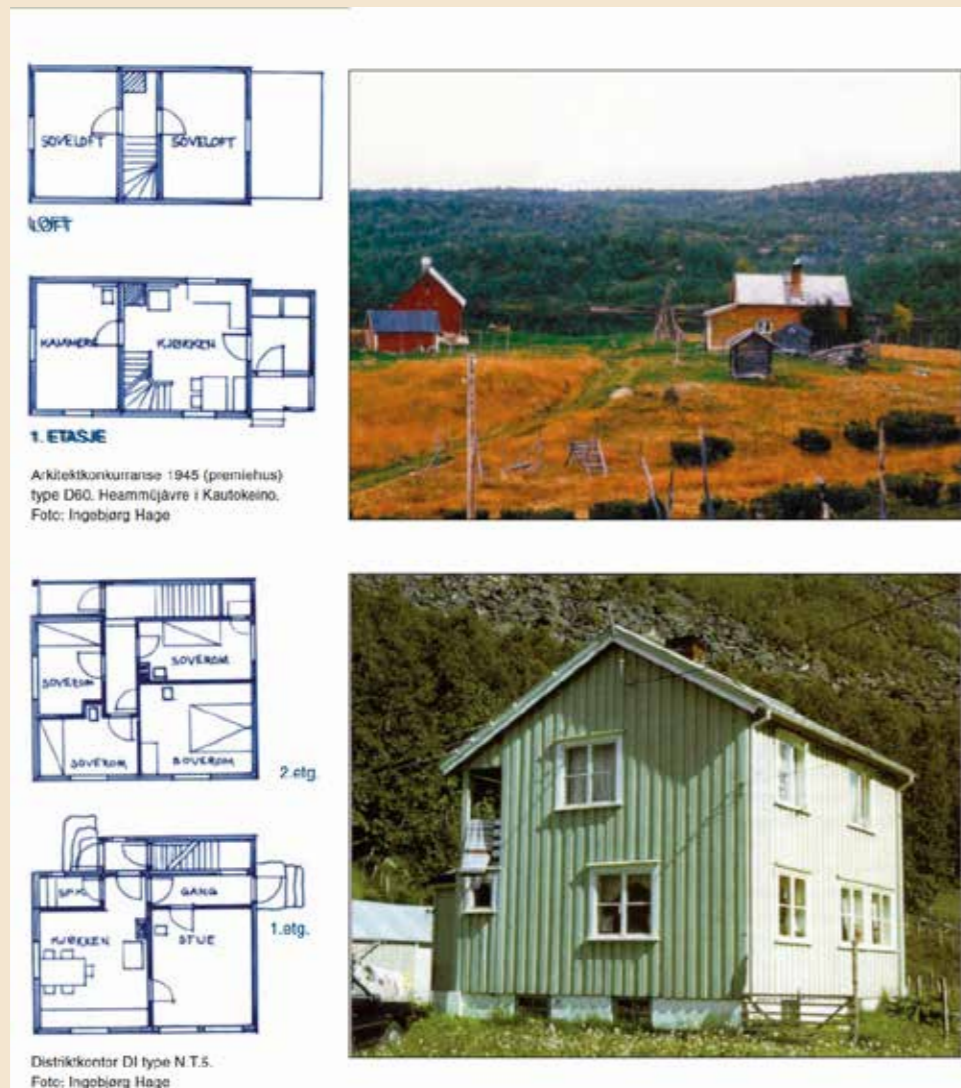 SOVELOFT SOVELOFT
LOFT
KAMMERS KJØKKEN
1. ETASJE
Arkitektkonkurranse 1945 (premiehus)
type D60. Heammojávre i Kautokeino.
Foto: Ingebjørg Hage
SOVEROM
SOVEROM
SOVEROM SOVEROM
2.etg.
GANG
1.etg.
KJØKKEN STUE
Distriktkontor DI type N.T.5.
Foto: Ingebjørg Hage